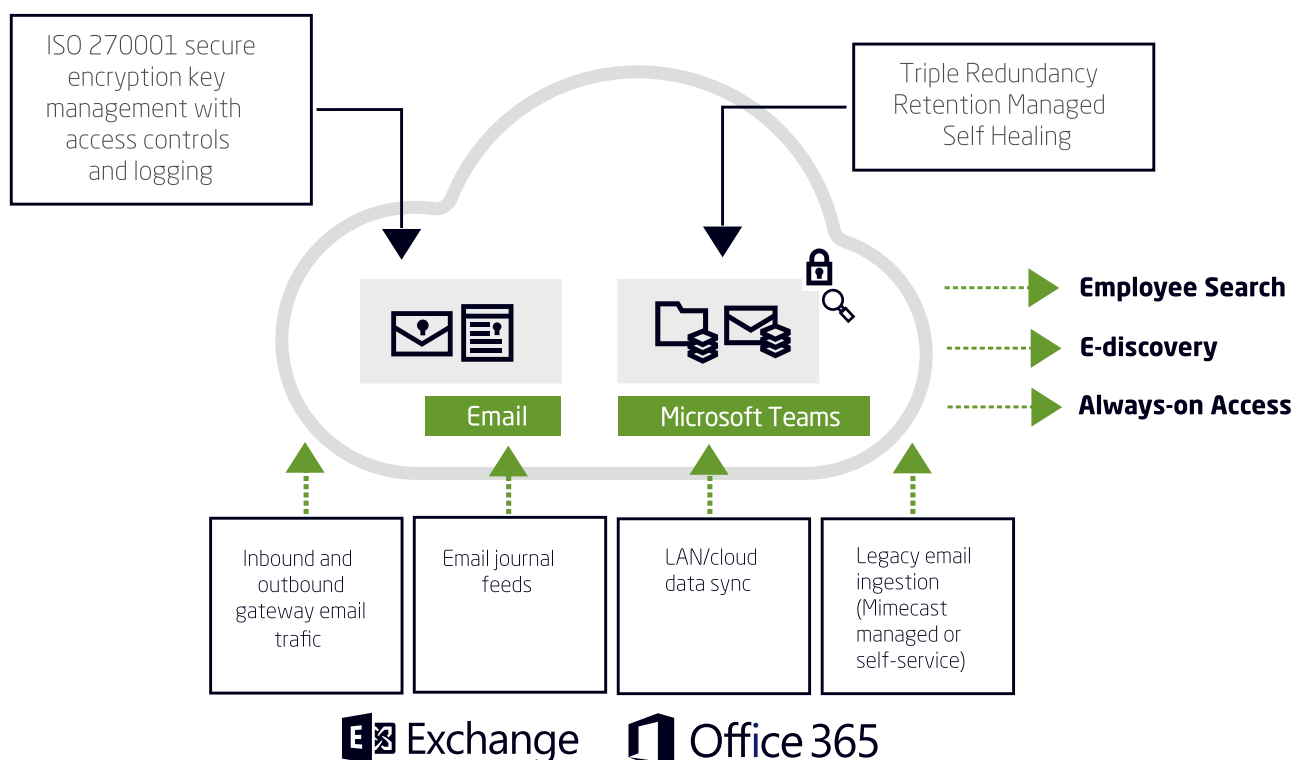 ISO 270001 secure
encryption key
management with
access controls
and logging
Triple Redundancy
Retention Managed
Self Healing
Employee Search
E-discovery
Always-on Access
Email
Microsoft Teams
Inbound and
outbound
gateway email
trafic
Email journal
feeds
LAN/cloud
data sync
Legacy email
ingestion
(Mimecast
managed or
self-service)
E Exchange
Office 365